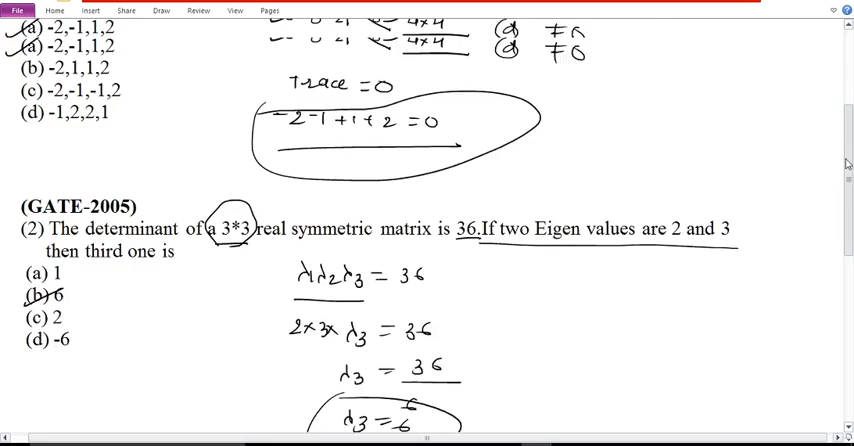 File Home Insert Share Draw Review View Pages
(a) -2,-1,1,2
4×4 (d) ≠0
(a) -2,-1,1,2
4×4 (d) ≠0
(b) -2,1,1,2
Trace =0
(c) -2,-1,-1,2
(d) -1,2,2,1
-2-1+1+2 =0
(GATE-2005)
(2) The determinant of a 3*3 real symmetric matrix is 36.If two Eigen values are 2 and 3
then third one is
(a) 1
λ1λ2λ3 = 36
(b) 6
(c) 2
2×3× λ3 = 36
(d) -6
λ3 = 36
6
λ3 = 6